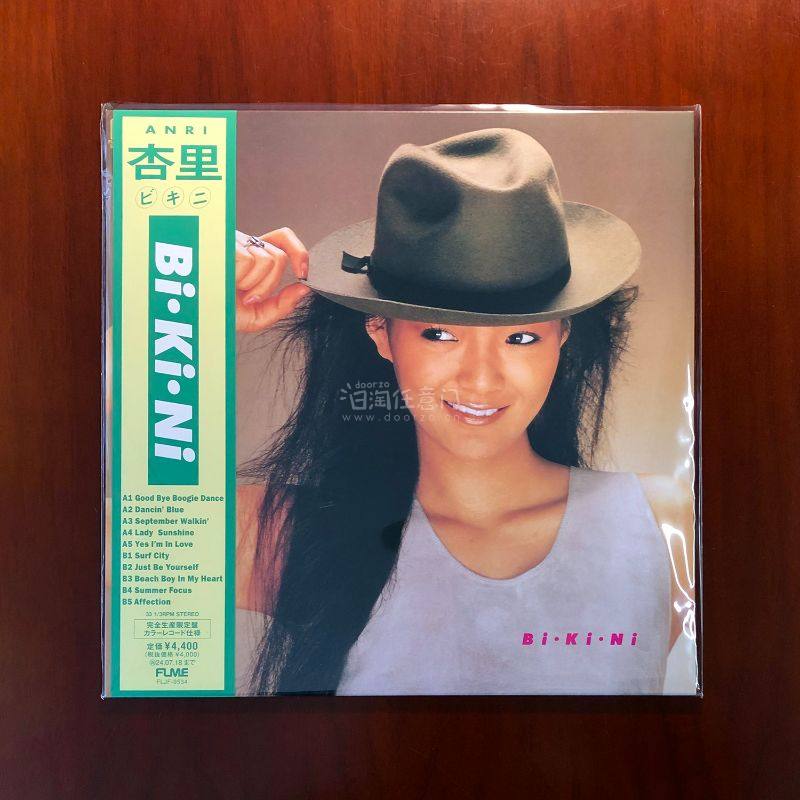 ANRI
杏里
ビキニ
Bi•Ki•Ni
A1 Good Bye Boogie Dance
A2 Dancin' Blue
A3 September Walkin'
A4 Lady Sunshine
A5 Yes I'm In Love
B1 Surf City
B2 Just Be Yourself
B3 Beach Boy In My Heart
B4 Summer Focus
B5 Affection
33 1/3RPM STEREO
完全生産限定盤
カラーレコード仕様
定価￥4,400
(税抜価格 ￥4,000)
24.07.18まで
FLME
FLJF-9534
doorzo
汩淘任意门
www.doorzo.cn
Bi•Ki•Ni